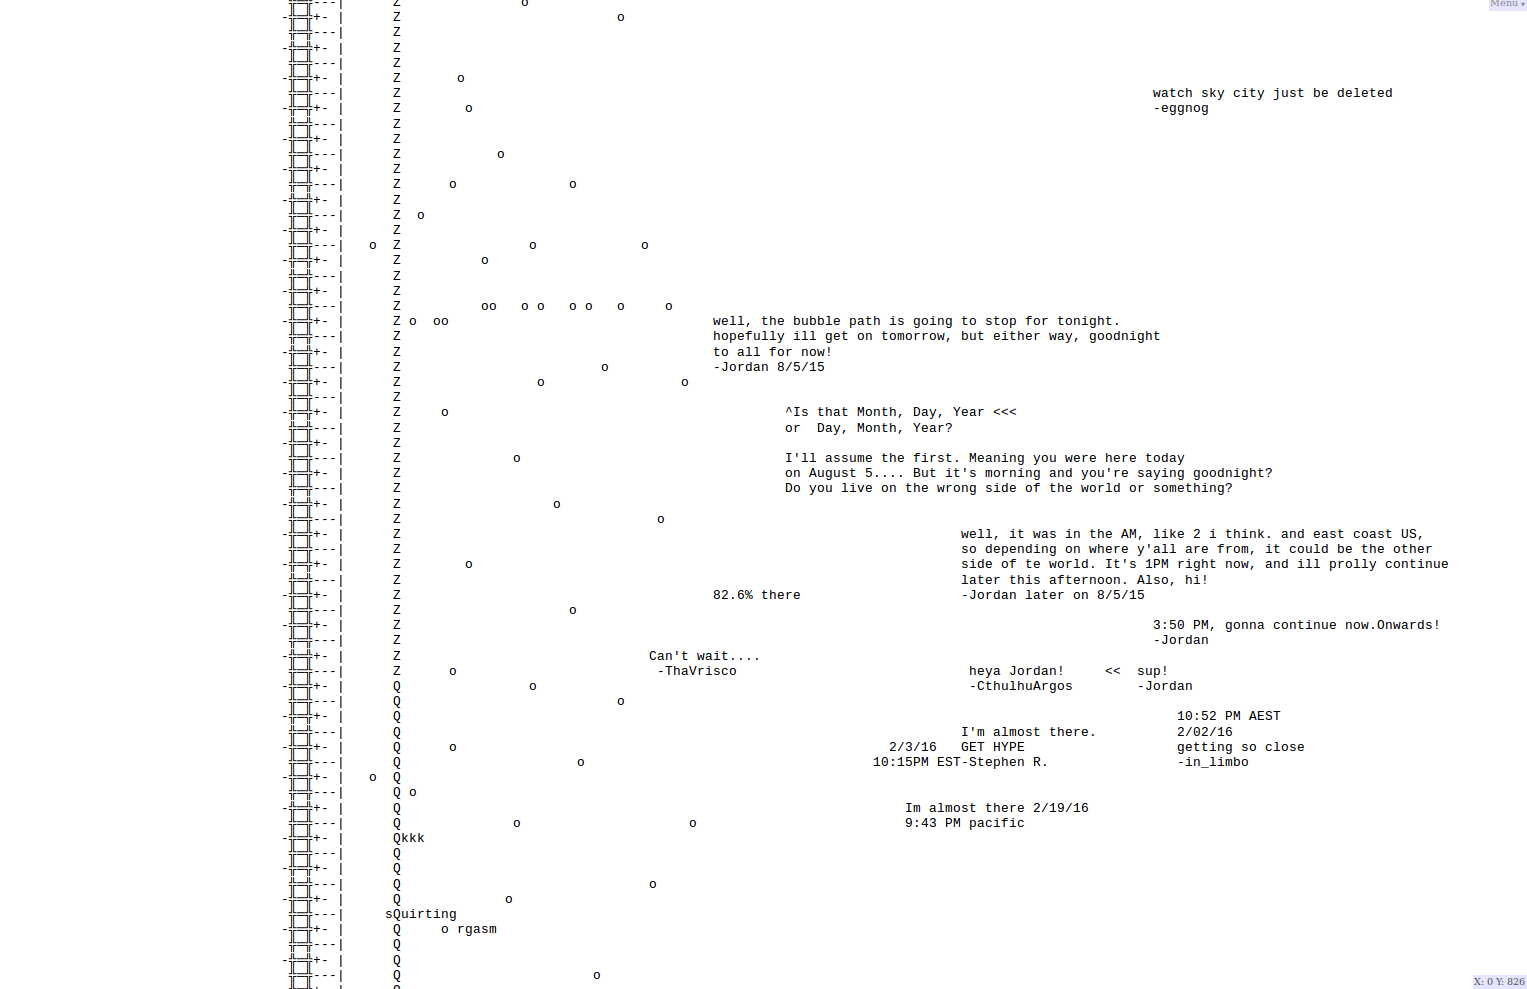 Menu ▾
╬═╬---|      Z               o
-╬═╬+- |      Z                           o
╬═╬---|      Z
-╬═╬+- |      Z
╬═╬---|      Z
-╬═╬+- |      Z       o
╬═╬---|      Z       watch sky city just be deleted
-╬═╬+- |      Z        o       -eggnog
╬═╬---|      Z
-╬═╬+- |      Z
╬═╬---|      Z            o
-╬═╬+- |      Z
╬═╬---|      Z      o              o
-╬═╬+- |      Z
╬═╬---|      Z  o
-╬═╬+- |      Z
╬═╬---|   o  Z                o             o
-╬═╬+- |      Z          o
╬═╬---|      Z
-╬═╬+- |      Z
╬═╬---|      Z          oo   o o   o o   o     o
-╬═╬+- |      Z o  oo       well, the bubble path is going to stop for tonight.
╬═╬---|      Z       hopefully ill get on tomorrow, but either way, goodnight
-╬═╬+- |      Z       to all for now!
╬═╬---|      Z                         o       -Jordan 8/5/15
-╬═╬+- |      Z                 o                 o
╬═╬---|      Z
-╬═╬+- |      Z     o       ^Is that Month, Day, Year <<<
╬═╬---|      Z       or  Day, Month, Year?
-╬═╬+- |      Z
╬═╬---|      Z              o       I'll assume the first. Meaning you were here today
-╬═╬+- |      Z       on August 5.... But it's morning and you're saying goodnight?
╬═╬---|      Z       Do you live on the wrong side of the world or something?
-╬═╬+- |      Z                   o
╬═╬---|      Z                                o
-╬═╬+- |      Z       well, it was in the AM, like 2 i think. and east coast US,
╬═╬---|      Z       so depending on where y'all are from, it could be the other
-╬═╬+- |      Z        o       side of te world. It's 1PM right now, and ill prolly continue
╬═╬---|      Z       later this afternoon. Also, hi!
-╬═╬+- |      Z       82.6% there       -Jordan later on 8/5/15
╬═╬---|      Z                     o
-╬═╬+- |      Z       3:50 PM, gonna continue now.Onwards!
╬═╬---|      Z       -Jordan
-╬═╬+- |      Z       Can't wait....
╬═╬---|      Z      o       -ThaVrisco       heya Jordan!     <<  sup!
-╬═╬+- |      Q                o       -CthulhuArgos        -Jordan
╬═╬---|      Q                           o
-╬═╬+- |      Q       10:52 PM AEST
╬═╬---|      Q       I'm almost there.          2/02/16
-╬═╬+- |      Q      o       2/3/16   GET HYPE       getting so close
╬═╬---|      Q                      o       10:15PM EST-Stephen R.       -in_limbo
-╬═╬+- |   o  Q
╬═╬---|      Q o
-╬═╬+- |      Q       Im almost there 2/19/16
╬═╬---|      Q              o                     o       9:43 PM pacific
-╬═╬+- |      Qkkk
╬═╬---|      Q
-╬═╬+- |      Q
╬═╬---|      Q                               o
-╬═╬+- |      Q             o
╬═╬---|     sQuirting
-╬═╬+- |      Q     o rgasm
╬═╬---|      Q
-╬═╬+- |      Q
╬═╬---|      Q                        o
X: 0 Y: 826